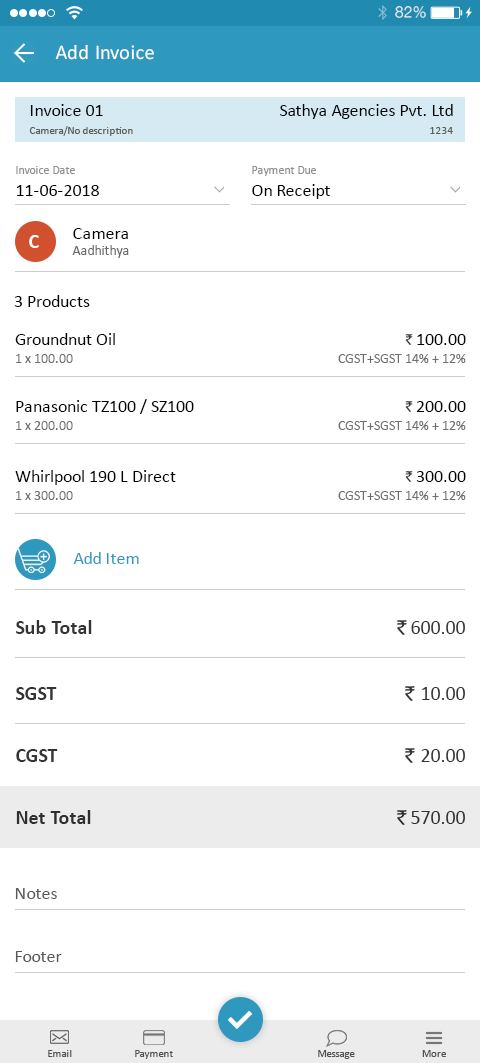 82%
Add Invoice
Invoice 01 Sathya Agencies Pvt. Ltd
Camera/No description 1234
Invoice Date Payment Due
11-06-2018 On Receipt
C Camera
Aadhithya
3 Products
Groundnut Oil ₹ 100.00
1 x 100.00 CGST+SGST 14% + 12%
Panasonic TZ100 / SZ100 ₹ 200.00
1 x 200.00 CGST+SGST 14% + 12%
Whirlpool 190 L Direct ₹ 300.00
1 x 300.00 CGST+SGST 14% + 12%
Add Item
Sub Total ₹ 600.00
SGST ₹ 10.00
CGST ₹ 20.00
Net Total ₹ 570.00
Notes
Footer
Email Payment Message More